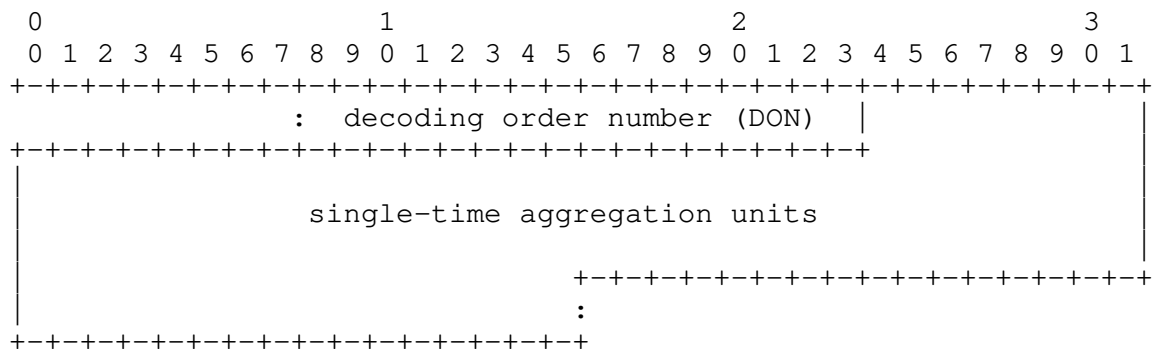 0                   1                   2                   3
 0 1 2 3 4 5 6 7 8 9 0 1 2 3 4 5 6 7 8 9 0 1 2 3 4 5 6 7 8 9 0 1
+-+-+-+-+-+-+-+-+-+-+-+-+-+-+-+-+-+-+-+-+-+-+-+-+-+-+-+-+-+-+-+-+
                :  decoding order number (DON)  |               |
+-+-+-+-+-+-+-+-+-+-+-+-+-+-+-+-+-+-+-+-+-+-+-+-+               |
|                                                               |
|                single-time aggregation units                  |
|                                                               |
|                               +-+-+-+-+-+-+-+-+-+-+-+-+-+-+-+-+
|                               :
+-+-+-+-+-+-+-+-+-+-+-+-+-+-+-+-+